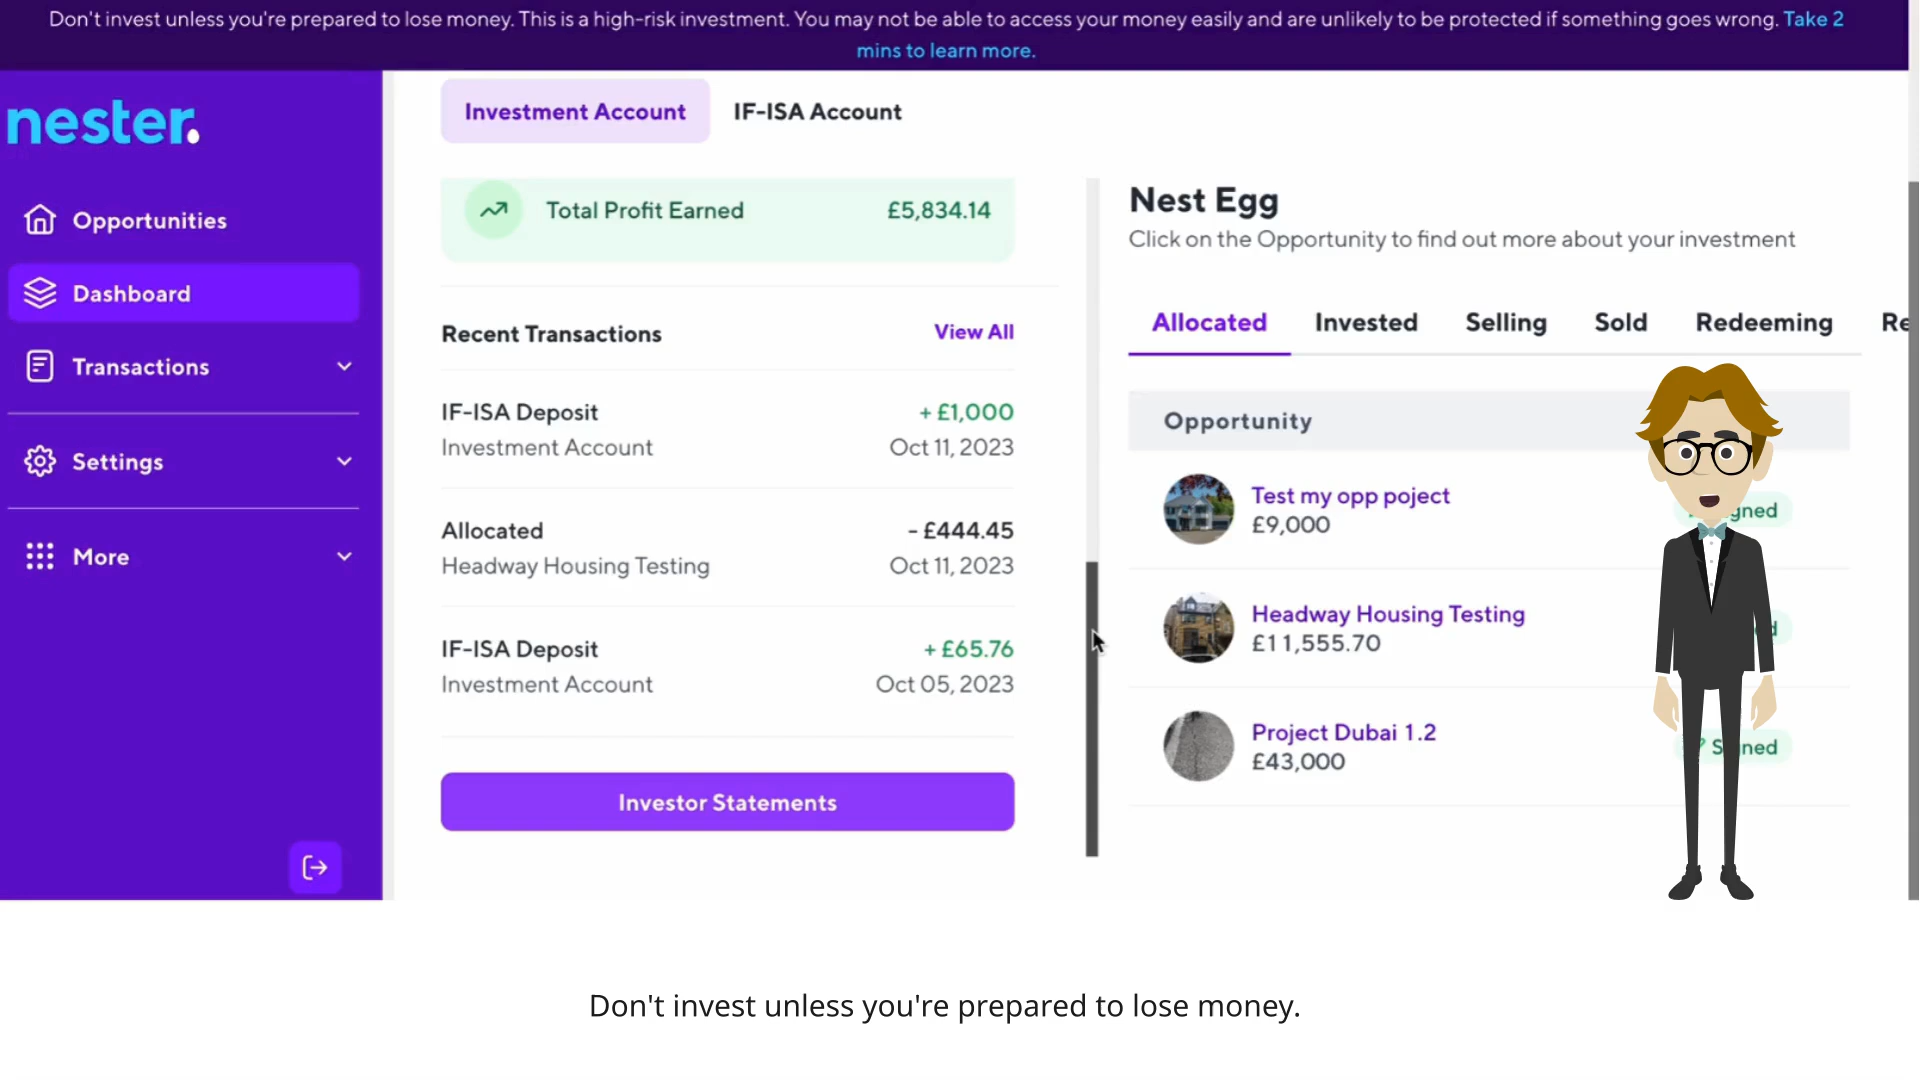 Don't invest unless you're prepared to lose money. This is a high-risk investment. You may not be able to access your money easily and are unlikely to be protected if something goes wrong. Take 2
mins to learn more.
nester.
Opportunities
Dashboard
Transactions
Settings
More
Investment Account
IF-ISA Account
Total Profit Earned
£5,834.14
Recent Transactions
View All
IF-ISA Deposit
+ £1,000
Investment Account
Oct 11, 2023
Allocated
- £444.45
Headway Housing Testing
Oct 11, 2023
IF-ISA Deposit
+ £65.76
Investment Account
Oct 05, 2023
Investor Statements
Nest Egg
Click on the Opportunity to find out more about your investment
Allocated
Invested
Selling
Sold
Redeeming
Opportunity
Test my opp poject
£9,000
Headway Housing Testing
£11,555.70
Project Dubai 1.2
£43,000
Don't invest unless you're prepared to lose money.